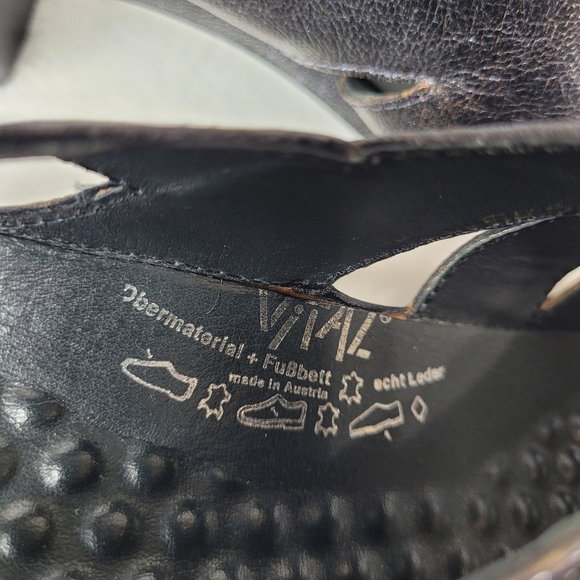 VITAL®
Obermaterial + Fußbett
echt Leder
made in Austria